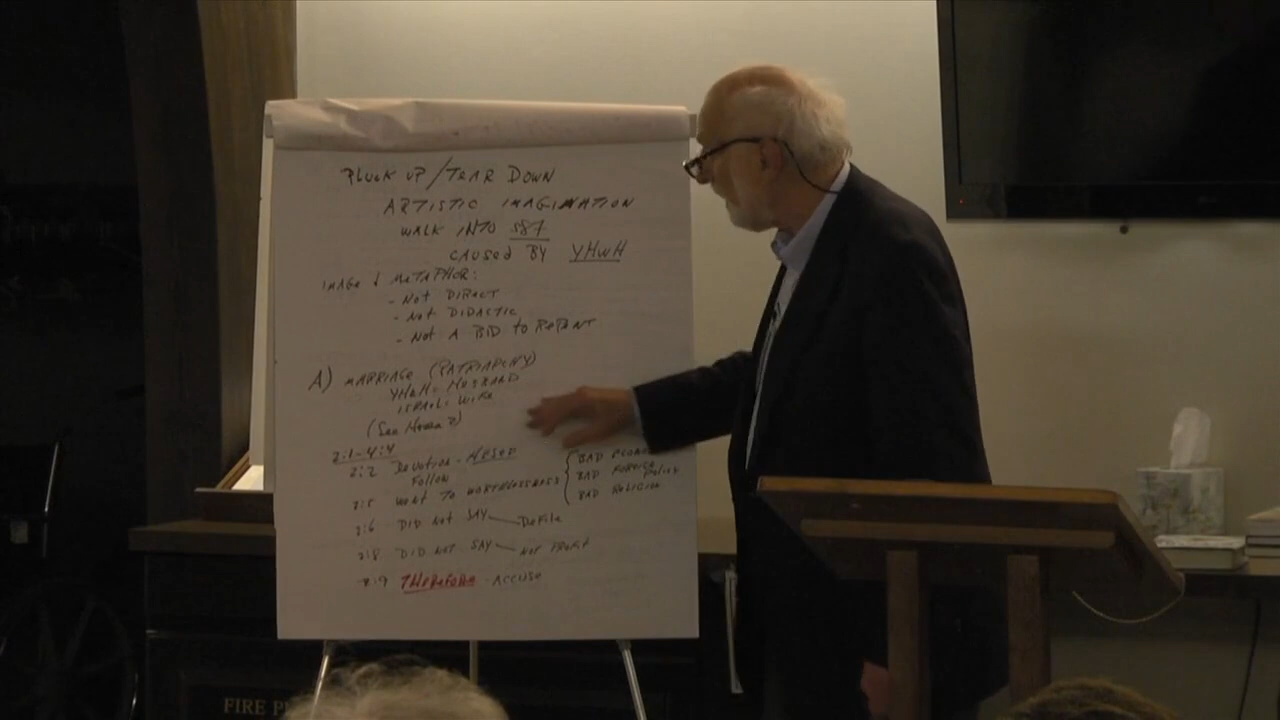 PLUCK UP/TEAR DOWN
ARTISTIC IMAGINATION
WALK INTO 587
CAUSED BY YHWH
IMAGE & METAPHOR:
- NOT DIRECT
- NOT DIDACTIC
- NOT A BID TO REPENT
A) MARRIAGE (PATRIARCHY)
YHWH = HUSBAND
ISRAEL = WIFE
(See Hosea 2)
2:1-4:4
2:2 DEVOTION - HESED
FOLLOW
2:5 WENT TO WORTHLESSNESS { BAD
BAD FOREIGN POLICY
BAD RELIGION
2:6 DID NOT SAY — DEFILE
2:8 DID NOT SAY — NOT PROFIT
2:9 THEREFORE ACCUSE
FIRE